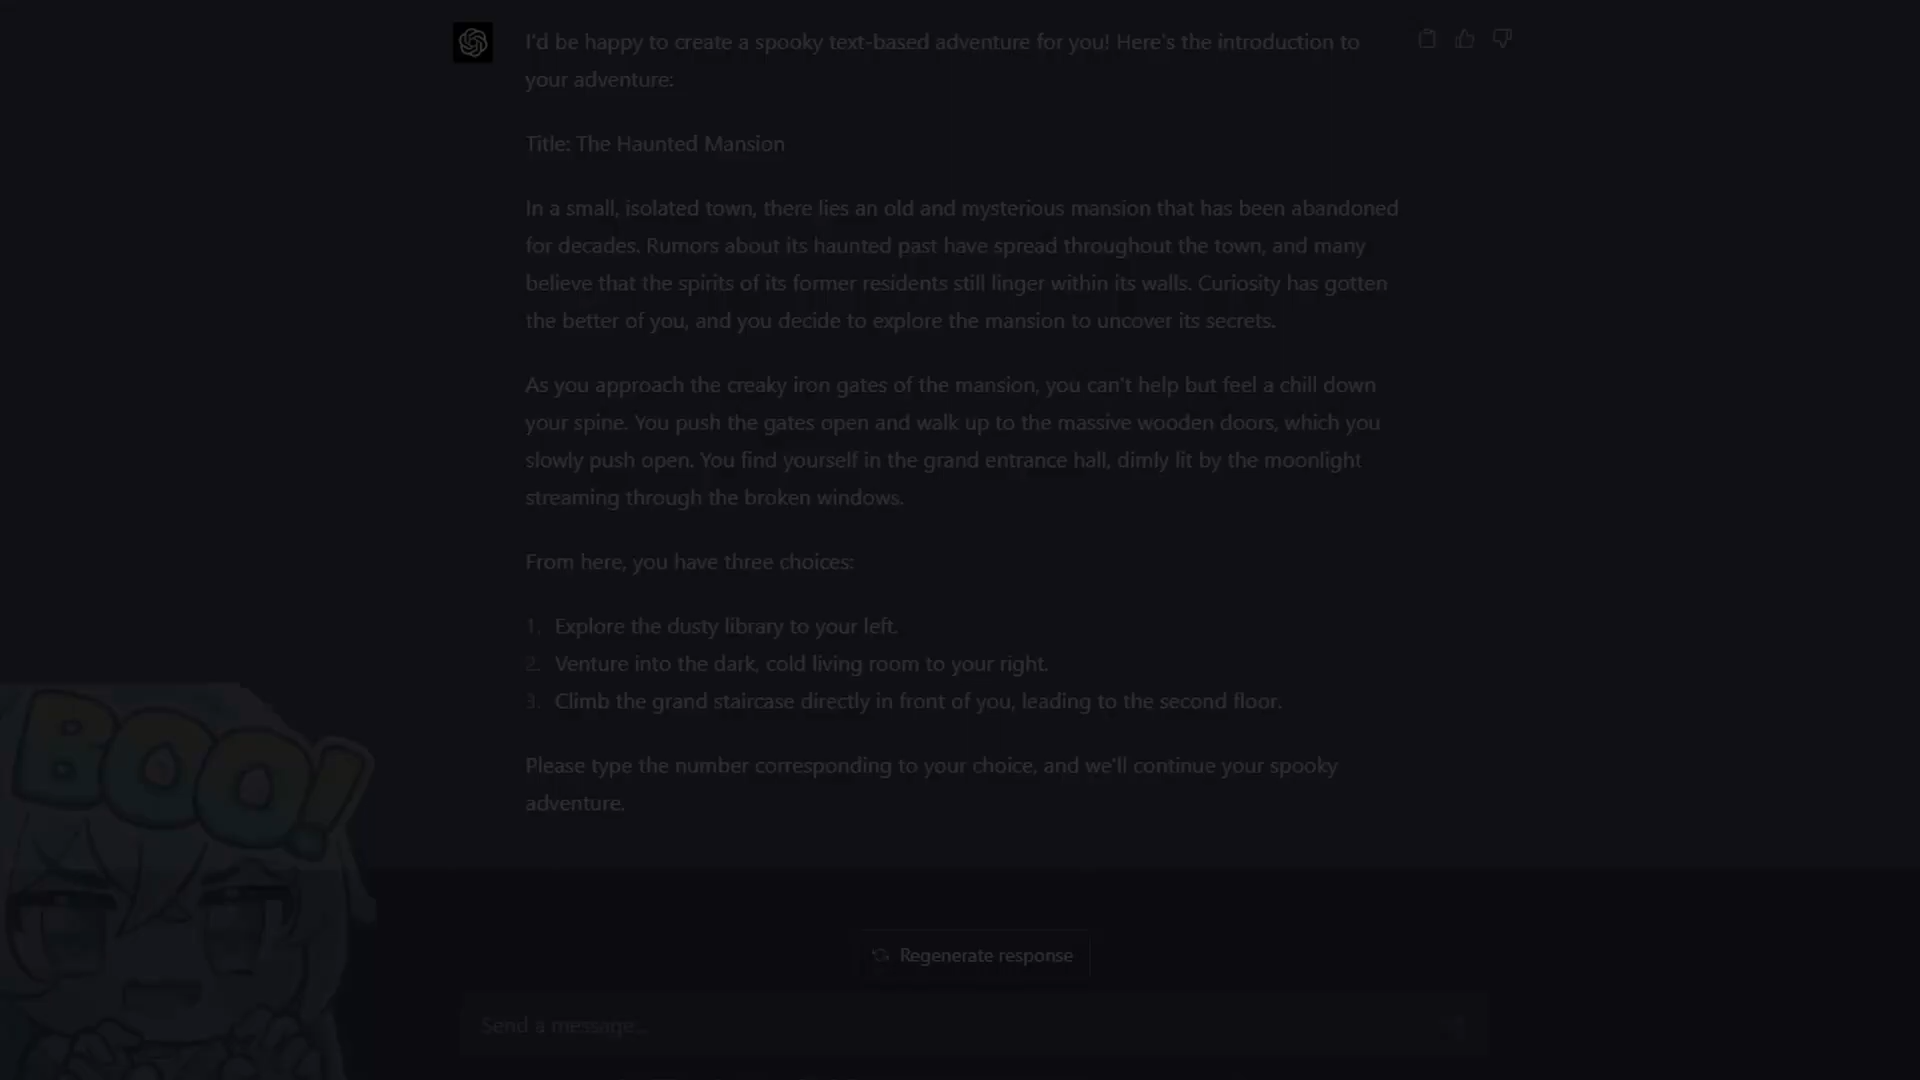 I'd be happy to create a spooky text-based adventure for you! Here's the introduction to
your adventure:
Title: The Haunted Mansion
In a small, isolated town, there lies an old and mysterious mansion that has been abandoned
for decades. Rumors about its haunted past have spread throughout the town, and many
believe that the spirits of its former residents still linger within its walls. Curiosity has gotten
the better of you, and you decide to explore the mansion to uncover its secrets.
As you approach the creaky iron gates of the mansion, you can't help but feel a chill down
your spine. You push the gates open and walk up to the massive wooden doors, which you
slowly push open. You find yourself in the grand entrance hall, dimly lit by the moonlight
streaming through the broken windows.
From here, you have three choices:
1. Explore the dusty library to your left.
2. Venture into the dark, cold living room to your right.
3. Climb the grand staircase directly in front of you, leading to the second floor.
Please type the number corresponding to your choice, and we'll continue your spooky
adventure.
BOO!
Regenerate response
Send a message...